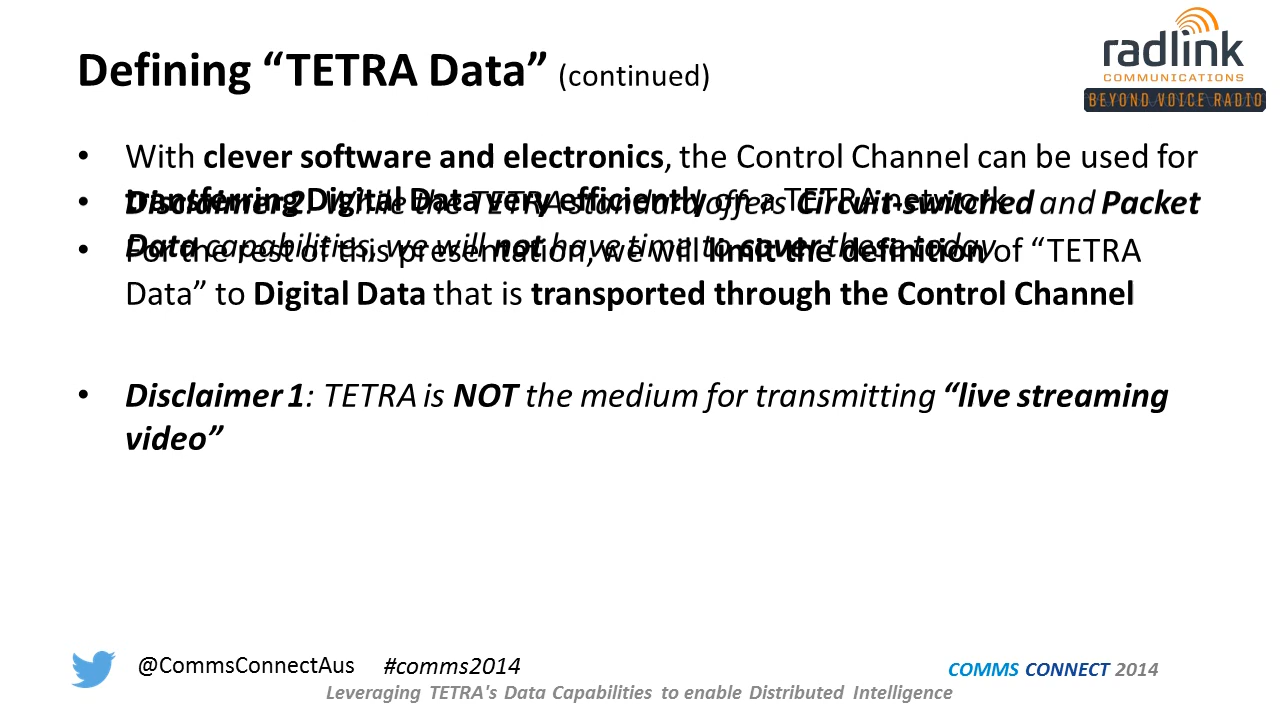 Defining “TETRA Data” (continued)
radlink
COMMUNICATIONS
BEYOND VOICE RADIO
• With clever software and electronics, the Control Channel can be used for
transferring Digital Data very efficiently on a TETRA network
• Disclaimer 2: While the TETRA standard offers Circuit-switched and Packet
Data capabilities, we will not have time to cover these today
• For the rest of this presentation, we will limit the definition of “TETRA
Data” to Digital Data that is transported through the Control Channel
• Disclaimer 1: TETRA is NOT the medium for transmitting “live streaming
video”
@CommsConnectAus #comms2014
COMMS CONNECT 2014
Leveraging TETRA's Data Capabilities to enable Distributed Intelligence